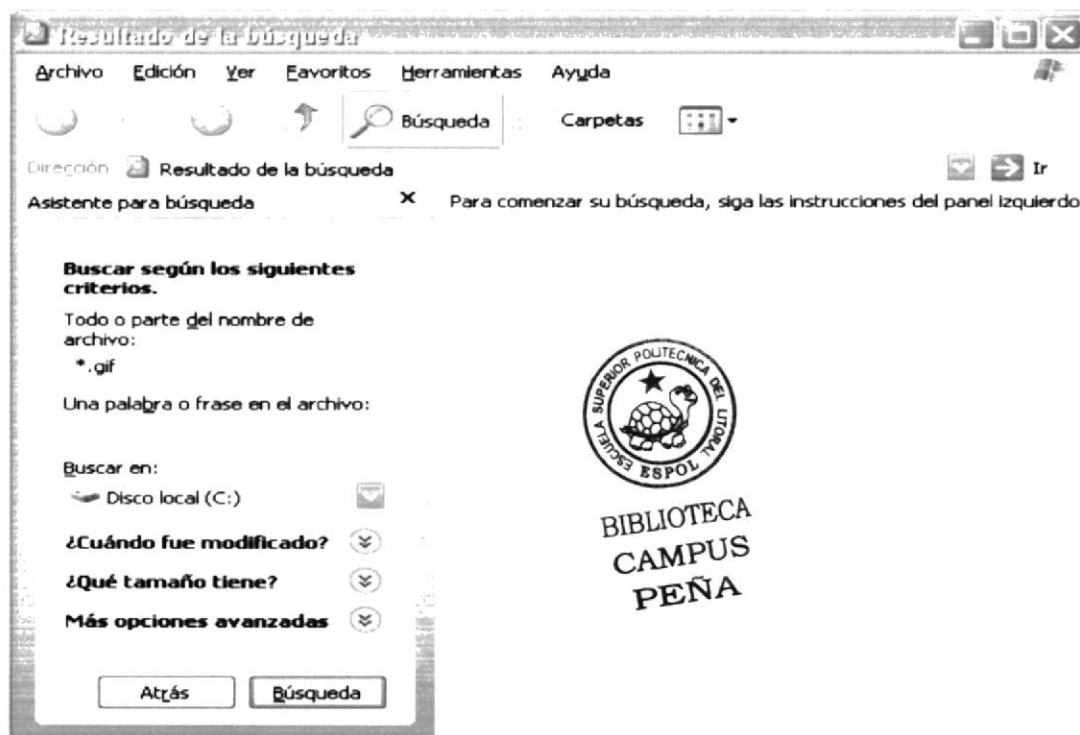 Resultado de la búsqueda
Archivo Edición Ver Favoritos Herramientas Ayuda
Búsqueda Carpetas
Dirección Resultado de la búsqueda Ir
Asistente para búsqueda × Para comenzar su búsqueda, siga las instrucciones del panel izquierdo
Buscar según los siguientes
criterios.
Todo o parte del nombre de
archivo:
*.gif
Una palabra o frase en el archivo:
Buscar en:
Disco local (C:)
¿Cuándo fue modificado?
¿Qué tamaño tiene?
Más opciones avanzadas
Atrás Búsqueda
ESCUELA SUPERIOR POLITECNICA DEL LITORAL
ESPOL
BIBLIOTECA
CAMPUS
PEÑA